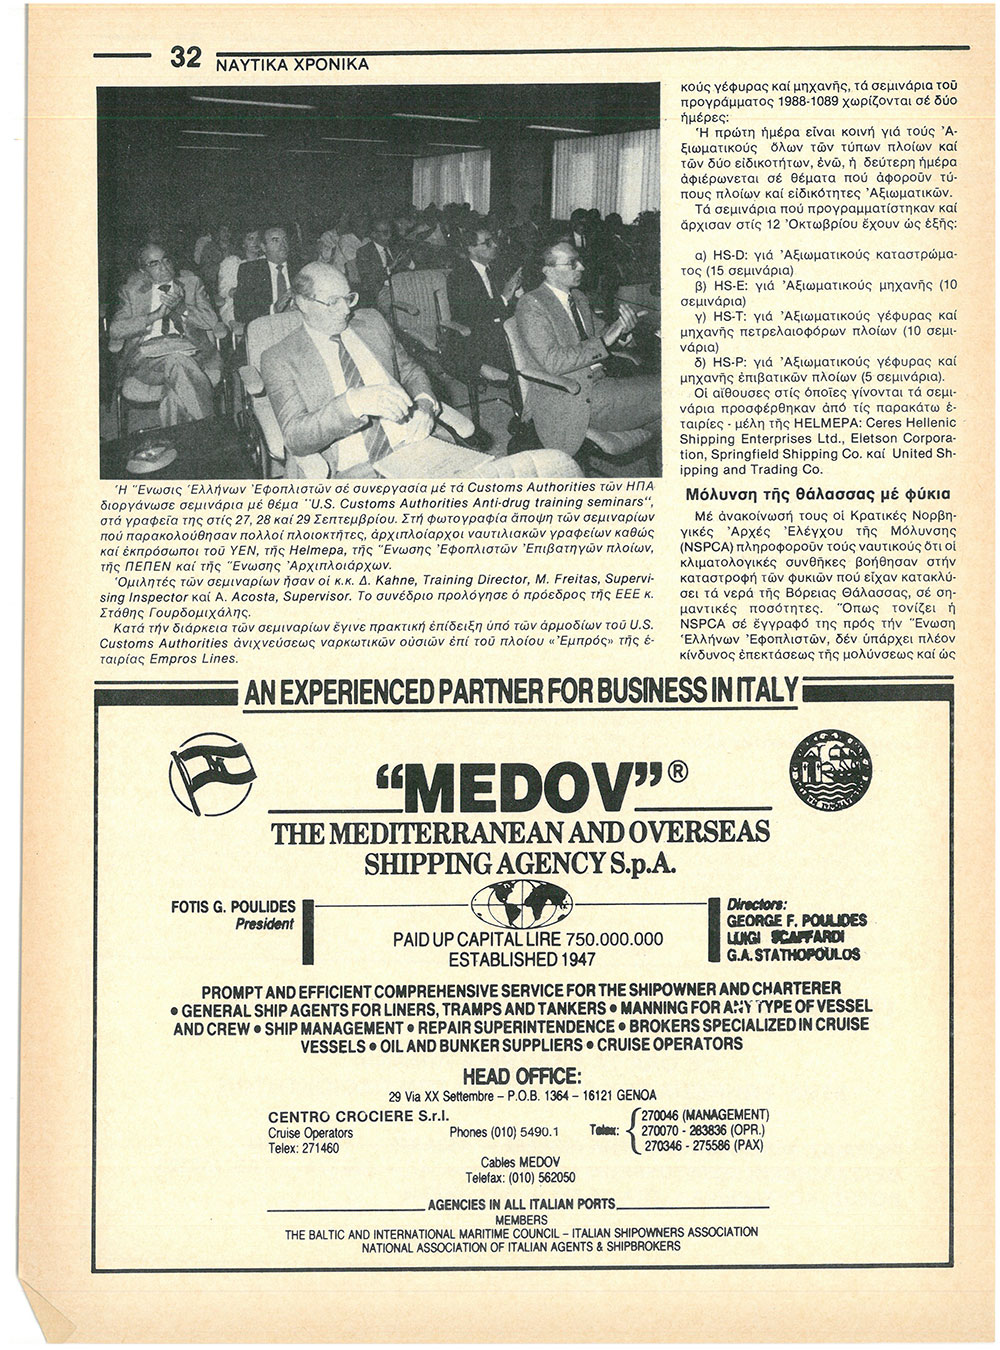 32 ΝΑΥΤΙΚΑ ΧΡΟΝΙΚΑ
Ἡ Ἕνωσις Ἑλλήνων Ἐφοπλιστῶν σέ συνεργασία μέ τά Customs Authorities τῶν ΗΠΑ
διοργάνωσε σεμινάρια μέ θέμα "U.S. Customs Authorities Anti-drug training seminars",
στά γραφεῖα της στίς 27, 28 καί 29 Σεπτεμβρίου. Στή φωτογραφία ἄποψη τῶν σεμιναρίων
πού παρακολούθησαν πολλοί πλοιοκτῆτες, ἀρχιπλοίαρχοι ναυτιλιακῶν γραφείων καθώς
καί ἐκπρόσωποι τοῦ ΥΕΝ, τῆς Helmepa, τῆς Ἕνωσης Ἐφοπλιστῶν Ἐπιβατηγῶν πλοίων,
τῆς ΠΕΠΕΝ καί τῆς Ἕνωσης Ἀρχιπλοιάρχων.
Ὁμιλητές τῶν σεμιναρίων ἦσαν οἱ κ.κ. Δ. Kahne, Training Director, M. Freitas, Supervi-
sing Inspector καί A. Acosta, Supervisor. Τό συνέδριο προλόγησε ὁ πρόεδρος τῆς ΕΕΕ κ.
Στάθης Γουρδομιχάλης.
Κατά τήν διάρκεια τῶν σεμιναρίων ἔγινε πρακτική ἐπίδειξη ὑπό τῶν ἁρμοδίων τοῦ U.S.
Customs Authorities ἀνιχνεύσεως ναρκωτικῶν οὐσιῶν ἐπί τοῦ πλοίου «Ἐμπρός» τῆς ἑ-
ταιρίας Empros Lines.
κούς γέφυρας καί μηχανῆς, τά σεμινάρια τοῦ
προγράμματος 1988-1089 χωρίζονται σέ δύο
ἡμέρες:
Ἡ πρώτη ἡμέρα εἶναι κοινή γιά τούς Ἀ-
ξιωματικούς ὅλων τῶν τύπων πλοίων καί
τῶν δύο εἰδικοτήτων, ἐνῶ, ἡ δεύτερη ἡμέρα
ἀφιέρωνεται σέ θέματα πού ἀφοροῦν τύ-
πους πλοίων καί εἰδικότητες Ἀξιωματικῶν.
Τά σεμινάρια πού προγραμματίστηκαν καί
ἄρχισαν στίς 12 Ὀκτωβρίου ἔχουν ὡς ἑξῆς:
α) HS-D: γιά Ἀξιωματικούς καταστρώμα-
τος (15 σεμινάρια)
β) HS-E: γιά Ἀξιωματικούς μηχανῆς (10
σεμινάρια)
γ) HS-T: γιά Ἀξιωματικούς γέφυρας καί
μηχανῆς πετρελαιοφόρων πλοίων (10 σεμι-
νάρια)
δ) HS-P: γιά Ἀξιωματικούς γέφυρας καί
μηχανῆς ἐπιβατικῶν πλοίων (5 σεμινάρια).
Οἱ αἴθουσες στίς ὁποῖες γίνονται τά σεμι-
νάρια προσφέρθηκαν ἀπό τίς παρακάτω ἑ-
ταιρίες - μέλη τῆς HELMEPA: Ceres Hellenic
Shipping Enterprises Ltd., Eletson Corpora-
tion, Springfield Shipping Co. καί United Sh-
ipping and Trading Co.
Μόλυνση τῆς θάλασσας μέ φύκια
Μέ ἀνακοίνωσή τους οἱ Κρατικές Νορβη-
γικές Ἀρχές Ἐλέγχου τῆς Μόλυνσης
(NSPCA) πληροφοροῦν τούς ναυτικούς ὅτι οἱ
κλιματολογικές συνθῆκες βοήθησαν στήν
καταστροφή τῶν φυκιῶν πού εἶχαν κατακλύ-
σει τά νερά τῆς Βόρειας Θάλασσας, σέ ση-
μαντικές ποσότητες. Ὅπως τονίζει ἡ
NSPCA σέ ἔγγραφό της πρός τήν Ἕνωση
Ἑλλήνων Ἐφοπλιστῶν, δέν ὑπάρχει πλέον
κίνδυνος ἐπεκτάσεως τῆς μολύνσεως καί ὡς
AN EXPERIENCED PARTNER FOR BUSINESS IN ITALY
M
"MEDOV"®
THE MEDITERRANEAN AND OVERSEAS
SHIPPING AGENCY S.p.A.
FOTIS G. POULIDES
President
Directors:
GEORGE F. POULIDES
LUIGI SCAFFARDI
G.A. STATHOPOULOS
PAID UP CAPITAL LIRE 750.000.000
ESTABLISHED 1947
PROMPT AND EFFICIENT COMPREHENSIVE SERVICE FOR THE SHIPOWNER AND CHARTERER
• GENERAL SHIP AGENTS FOR LINERS, TRAMPS AND TANKERS • MANNING FOR ANY TYPE OF VESSEL
AND CREW • SHIP MANAGEMENT • REPAIR SUPERINTENDENCE • BROKERS SPECIALIZED IN CRUISE
VESSELS • OIL AND BUNKER SUPPLIERS • CRUISE OPERATORS
HEAD OFFICE:
29 Via XX Settembre – P.O.B. 1364 – 16121 GENOA
CENTRO CROCIERE S.r.l.
Cruise Operators
Telex: 271460
Phones (010) 5490.1
Telex: { 270046 (MANAGEMENT)
270070 - 283836 (OPR.)
270346 - 275586 (PAX)
Cables MEDOV
Telefax: (010) 562050
AGENCIES IN ALL ITALIAN PORTS
MEMBERS
THE BALTIC AND INTERNATIONAL MARITIME COUNCIL – ITALIAN SHIPOWNERS ASSOCIATION
NATIONAL ASSOCIATION OF ITALIAN AGENTS & SHIPBROKERS